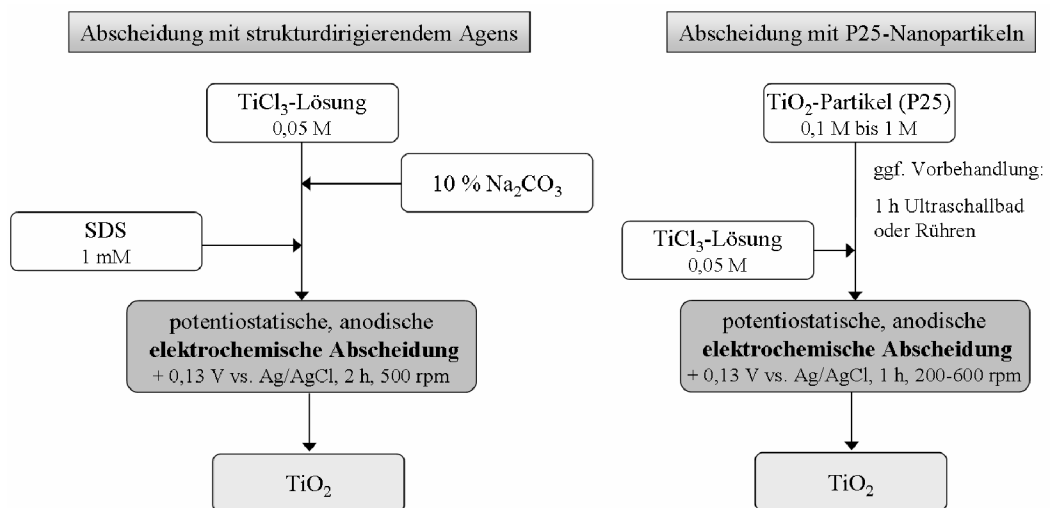 Abscheidung mit strukturdirigierendem Agens
TiCl₃-Lösung
0,05 M
10 % Na₂CO₃
SDS
1 mM
potentiostatische, anodische
elektrochemische Abscheidung
+ 0,13 V vs. Ag/AgCl, 2 h, 500 rpm
TiO₂
Abscheidung mit P25-Nanopartikeln
TiO₂-Partikel (P25)
0,1 M bis 1 M
ggf. Vorbehandlung:
1 h Ultraschallbad
oder Rühren
TiCl₃-Lösung
0,05 M
potentiostatische, anodische
elektrochemische Abscheidung
+ 0,13 V vs. Ag/AgCl, 1 h, 200-600 rpm
TiO₂